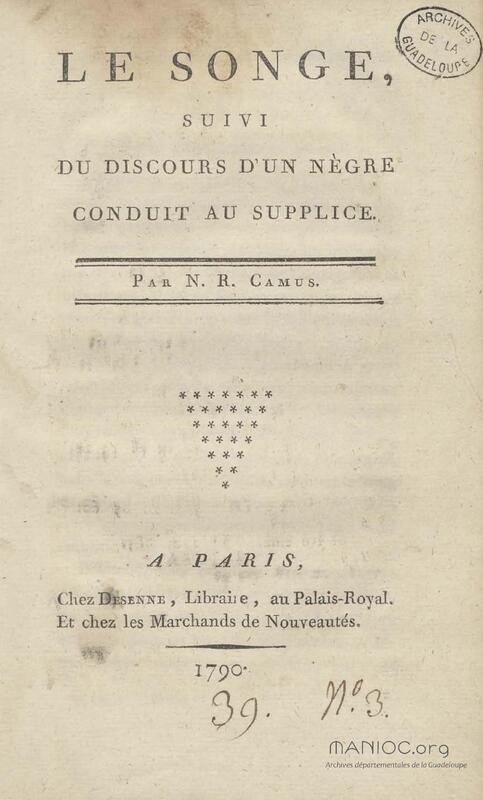 ARCHIVES
DE LA
GUADELOUPE
LE SONGE,
SUIVI
DU DISCOURS D'UN NÈGRE
CONDUIT AU SUPPLICE.
PAR N. R. CAMUS.
* * * * * * *
* * * * * *
* * * * *
* * * *
* * *
* *
*
A PARIS,
Chez DESENNE, Libraire, au Palais-Royal.
Et chez les Marchands de Nouveautés.
1790.
39. Nº. 3.
MANIOC.org
Archives départementales de la Guadeloupe